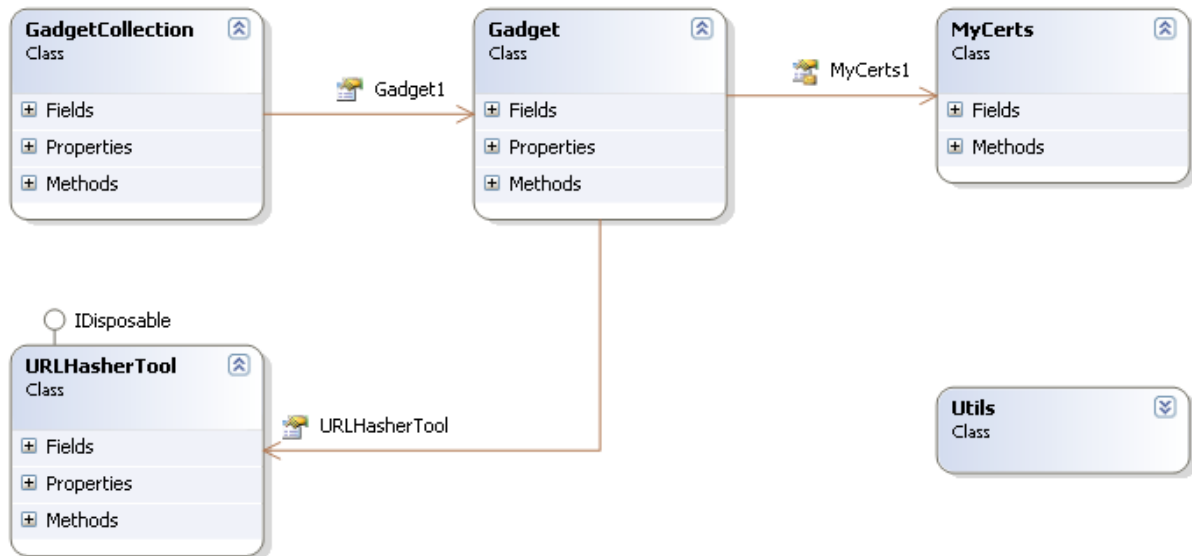 GadgetCollection
Class
Fields
Properties
Methods
Gadget1
Gadget
Class
Fields
Properties
Methods
MyCerts1
MyCerts
Class
Fields
Methods
IDisposable
URLHasherTool
Class
Fields
Properties
Methods
URLHasherTool
Utils
Class